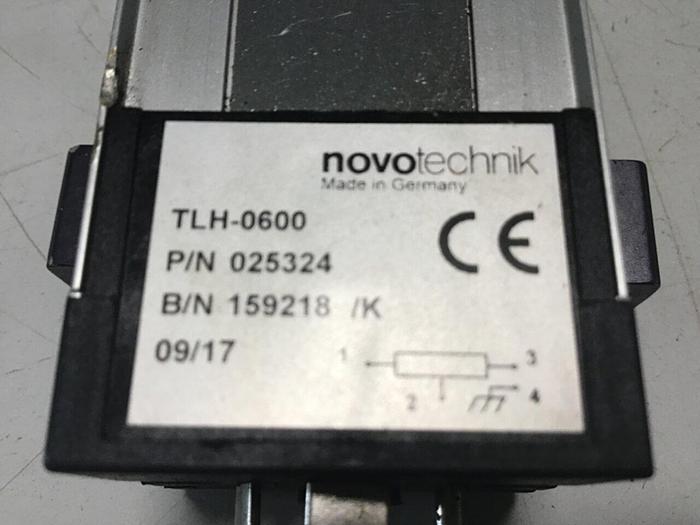 novotechnik
Made in Germany
TLH-0600
CE
P/N 025324
B/N 159218 /K
09/17
1 3
2 4